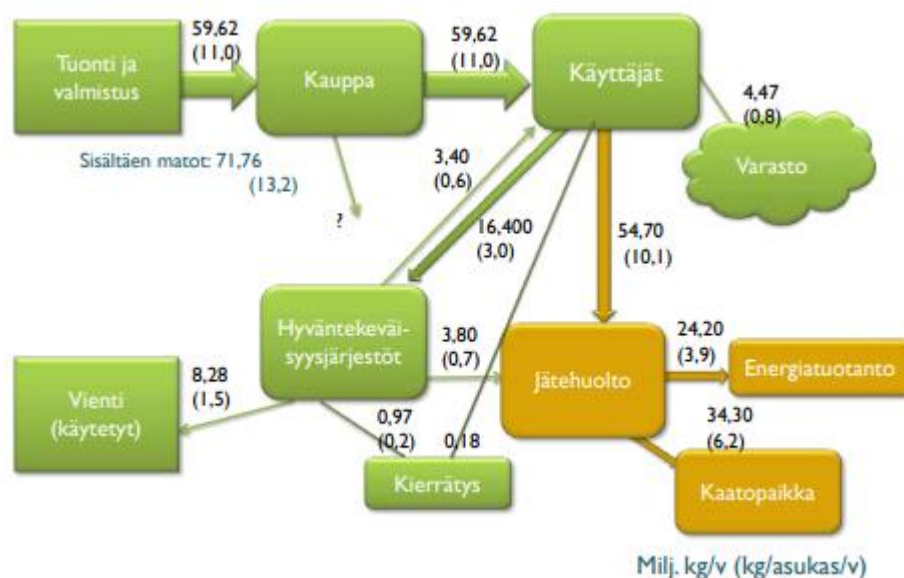 59,62
(11,0)
59,62
(11,0)
Tuonti ja
valmistus
Kauppa
Käyttäjät
4,47
(0,8)
Varasto
Sisältäen matot: 71,76
(13,2)
3,40
(0,6)
?
16,400
(3,0)
54,70
(10,1)
Hyväntekeväi-
syysjärjestöt
3,80
(0,7)
24,20
(3,9)
Jätehuolto
Energiatuotanto
Vienti
(käytetyt)
8,28
(1,5)
0,97
(0,2)
0,18
34,30
(6,2)
Kierrätys
Kaatopaikka
Milj. kg/v (kg/asukas/v)